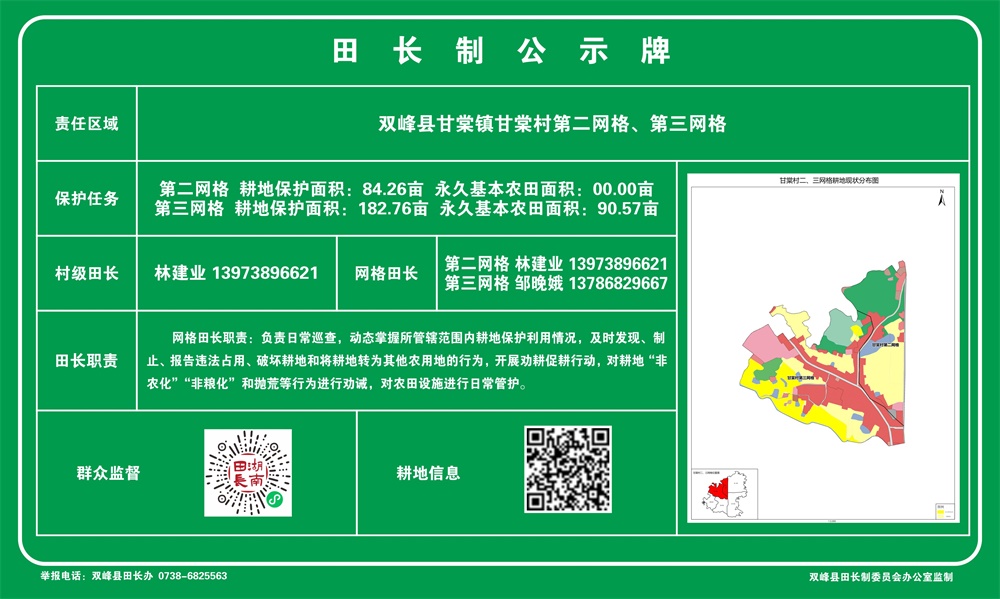 田长制公示牌
责任区域
双峰县甘棠镇甘棠村第二网格、第三网格
保护任务
第二网格 耕地保护面积：84.26亩 永久基本农田面积：00.00亩
第三网格 耕地保护面积：182.76亩 永久基本农田面积：90.57亩
村级田长
林建业 13973896621
网格田长
第二网格 林建业 13973896621
第三网格 邹晚娥 13786829667
田长职责
网格田长职责：负责日常巡查，动态掌握所管辖范围内耕地保护利用情况，及时发现、制
止、报告违法占用、破坏耕地和将耕地转为其他农用地的行为，开展劝耕促耕行动，对耕地“非
农化”“非粮化”和抛荒等行为进行劝诫，对农田设施进行日常管护。
群众监督
湖南
田長
耕地信息
甘棠村二、三网格耕地现状分布图
N
甘棠村第二网格
甘棠村第三网格
举报电话：双峰县田长办 0738-6825563
双峰县田长制委员会办公室监制